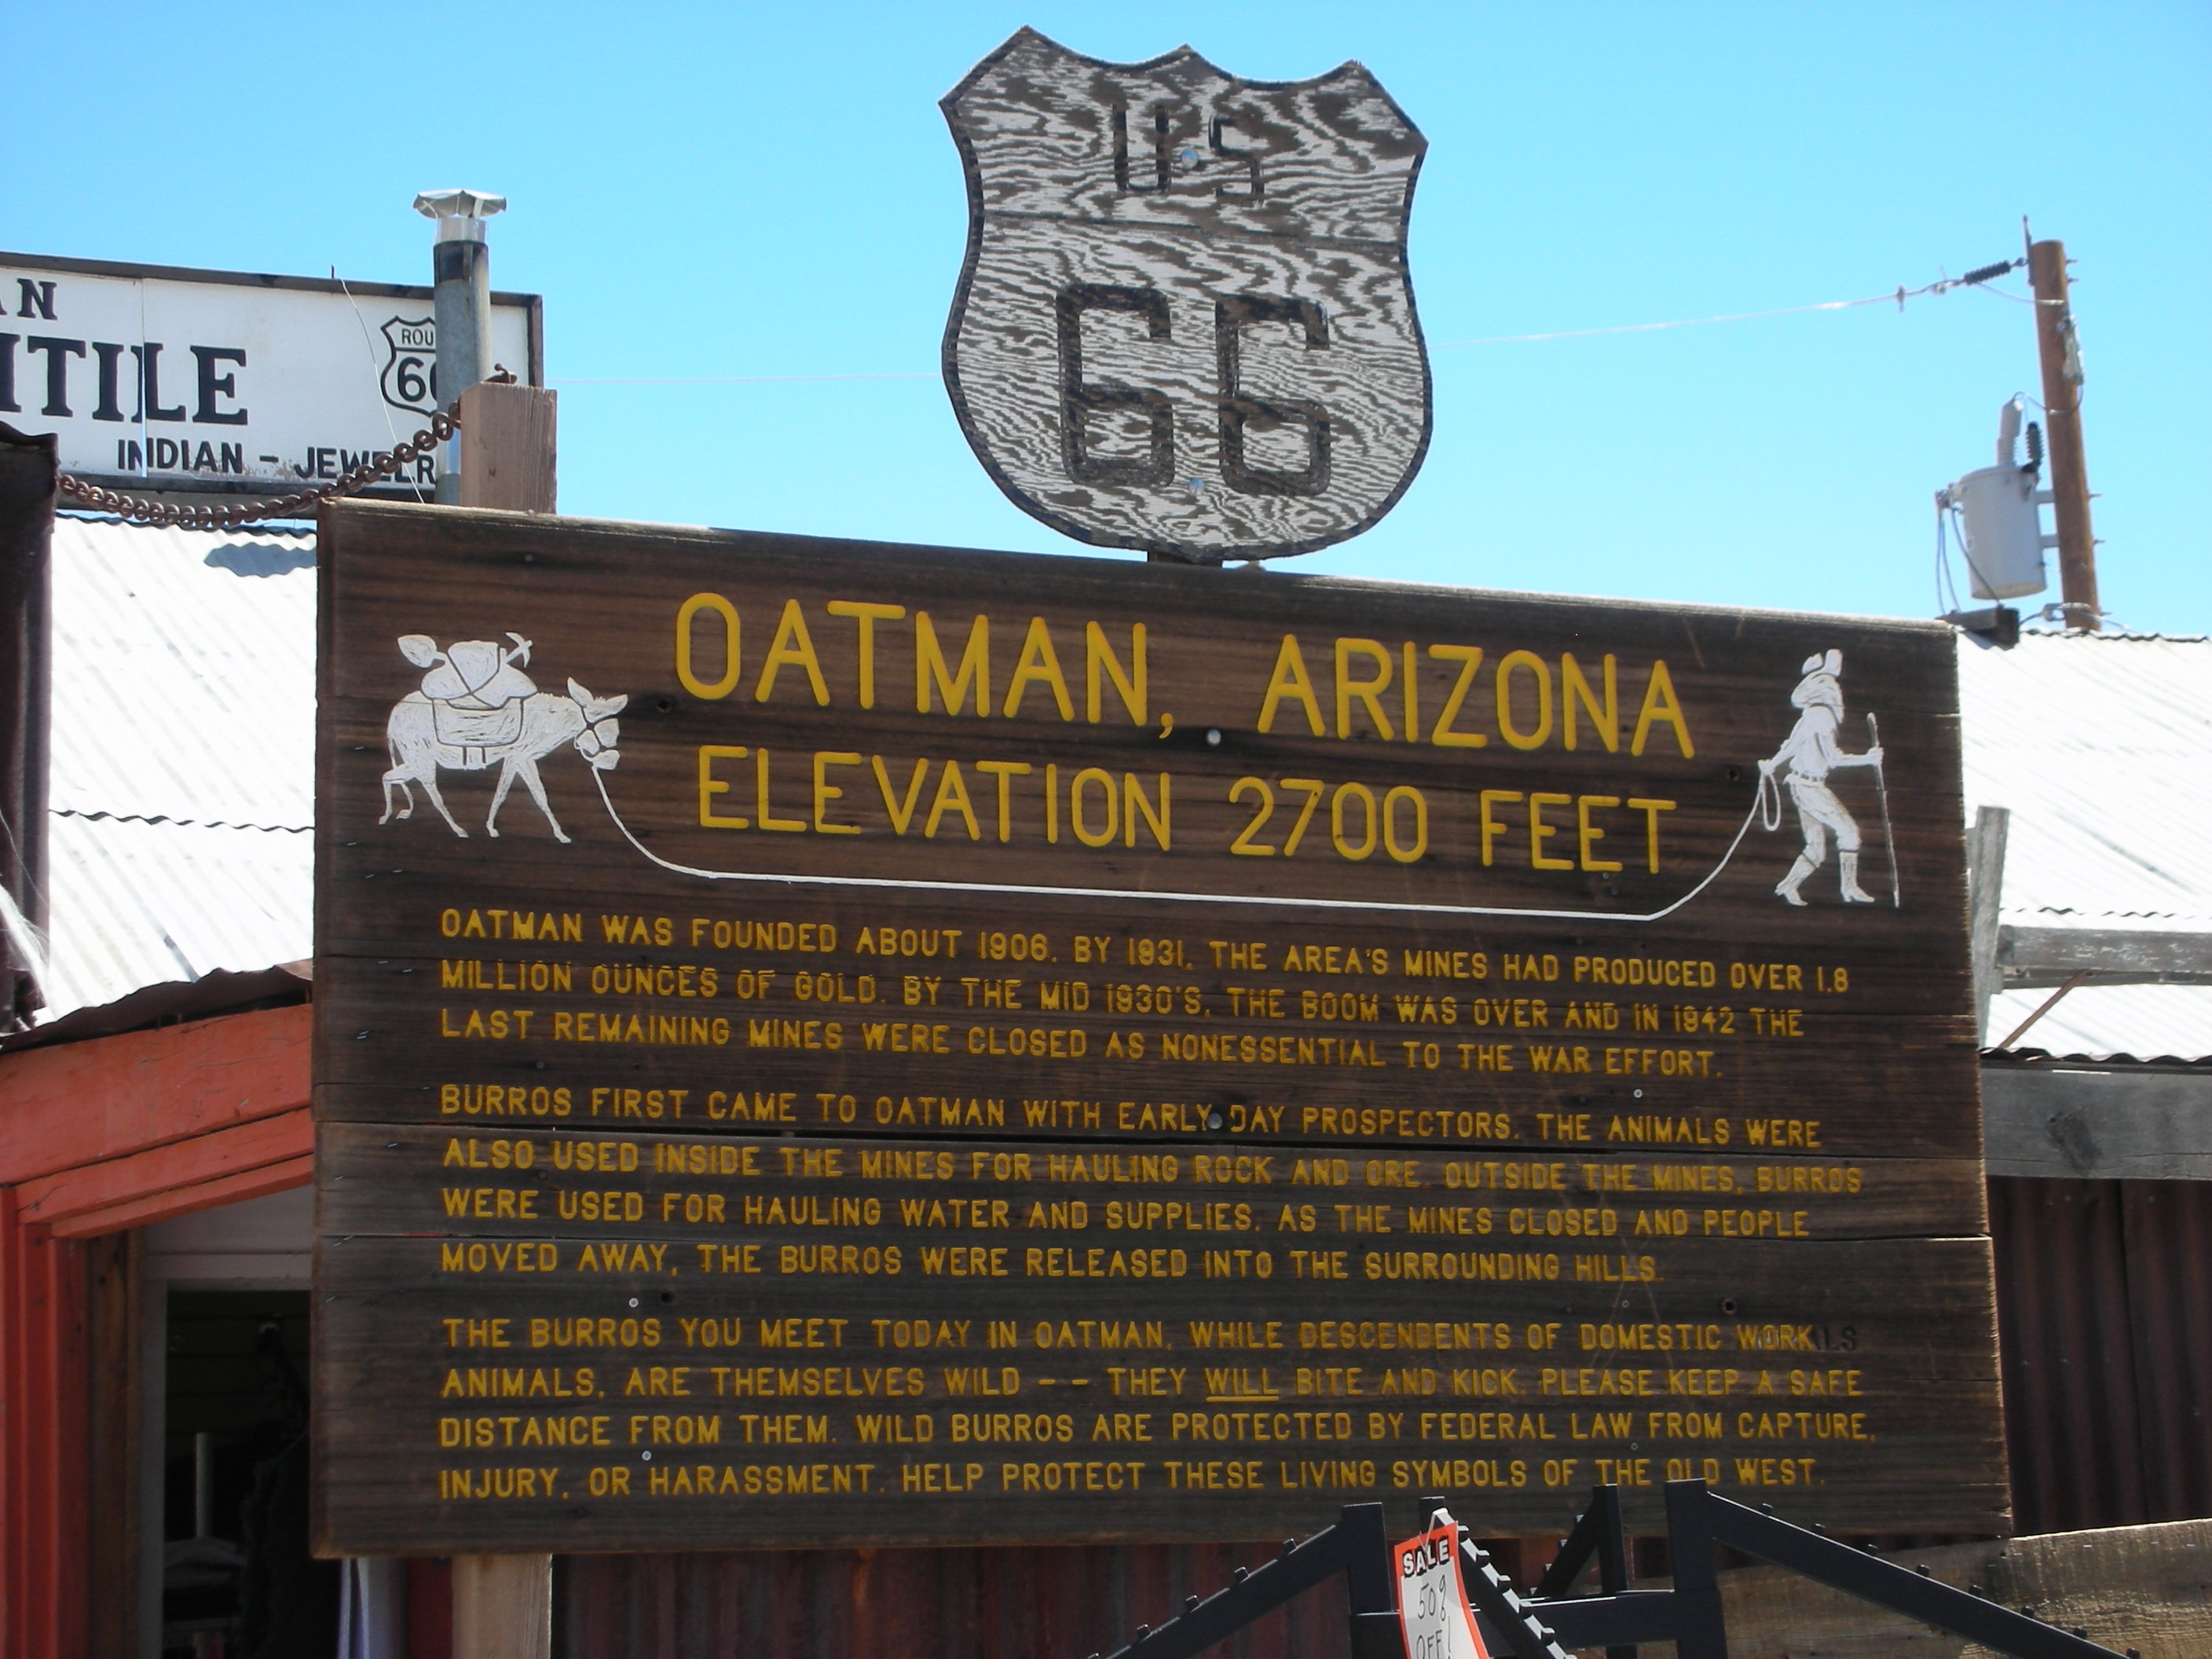 U.S
66
AN
ROU
66
TILE
INDIAN - JEWELR
OATMAN, ARIZONA
ELEVATION 2700 FEET
OATMAN WAS FOUNDED ABOUT 1906. BY 1931, THE AREA'S MINES HAD PRODUCED OVER 1.8
MILLION OUNCES OF GOLD. BY THE MID 1930'S, THE BOOM WAS OVER AND IN 1942 THE
LAST REMAINING MINES WERE CLOSED AS NONESSENTIAL TO THE WAR EFFORT.
BURROS FIRST CAME TO OATMAN WITH EARLY DAY PROSPECTORS. THE ANIMALS WERE
ALSO USED INSIDE THE MINES FOR HAULING ROCK AND ORE. OUTSIDE THE MINES, BURROS
WERE USED FOR HAULING WATER AND SUPPLIES. AS THE MINES CLOSED AND PEOPLE
MOVED AWAY, THE BURROS WERE RELEASED INTO THE SURROUNDING HILLS.
THE BURROS YOU MEET TODAY IN OATMAN, WHILE DESCENDENTS OF DOMESTIC WORK
ANIMALS, ARE THEMSELVES WILD -- THEY WILL BITE AND KICK. PLEASE KEEP A SAFE
DISTANCE FROM THEM. WILD BURROS ARE PROTECTED BY FEDERAL LAW FROM CAPTURE,
INJURY, OR HARASSMENT. HELP PROTECT THESE LIVING SYMBOLS OF THE OLD WEST.
SALE
OFF